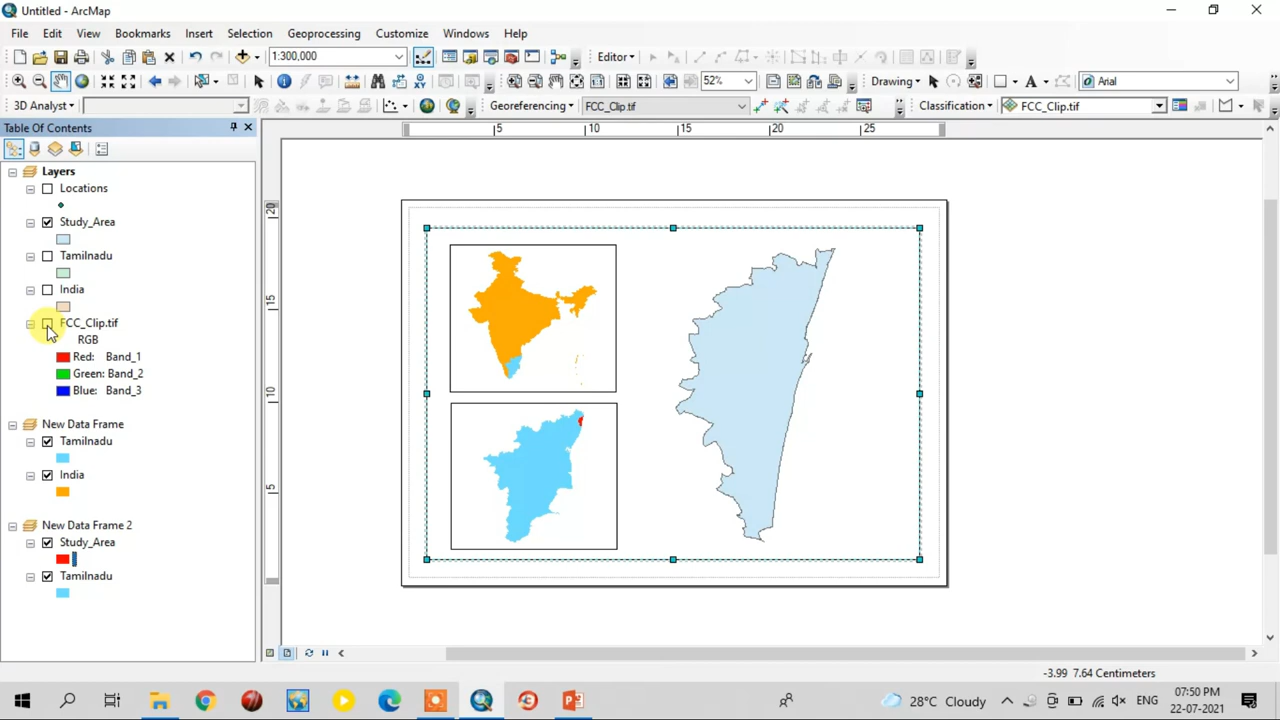 Untitled - ArcMap
File Edit View Bookmarks Insert Selection Geoprocessing Customize Windows Help
1:300,000 Editor
52% Drawing Arial
3D Analyst Georeferencing FCC_Clip.tif Classification FCC_Clip.tif
Table Of Contents
5 10 15 20 25
Layers
Locations
Study_Area
Tamilnadu
India
FCC_Clip.tif
RGB
Red: Band_1
Green: Band_2
Blue: Band_3
New Data Frame
Tamilnadu
India
New Data Frame 2
Study_Area
Tamilnadu
20
15
10
5
-3.99 7.64 Centimeters
28°C Cloudy ENG 07:50 PM
22-07-2021